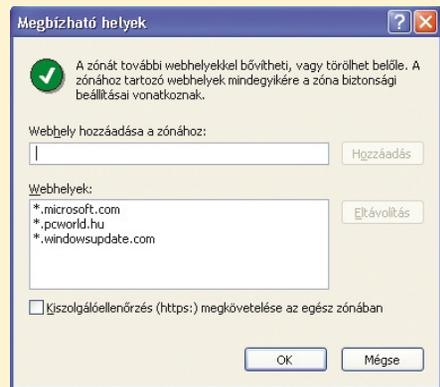 Megbízható helyek
A zónát további webhelyekkel bővítheti, vagy törölhet belőle. A
zónához tartozó webhelyek mindegyikére a zóna biztonsági
beállításai vonatkoznak.
Webhely hozzáadása a zónához:
Hozzáadás
Webhelyek:
*.microsoft.com
*.pcworld.hu
*.windowsupdate.com
Eltávolítás
Kiszolgálóellenőrzés (https:) megkövetelése az egész zónában
OK
Mégse